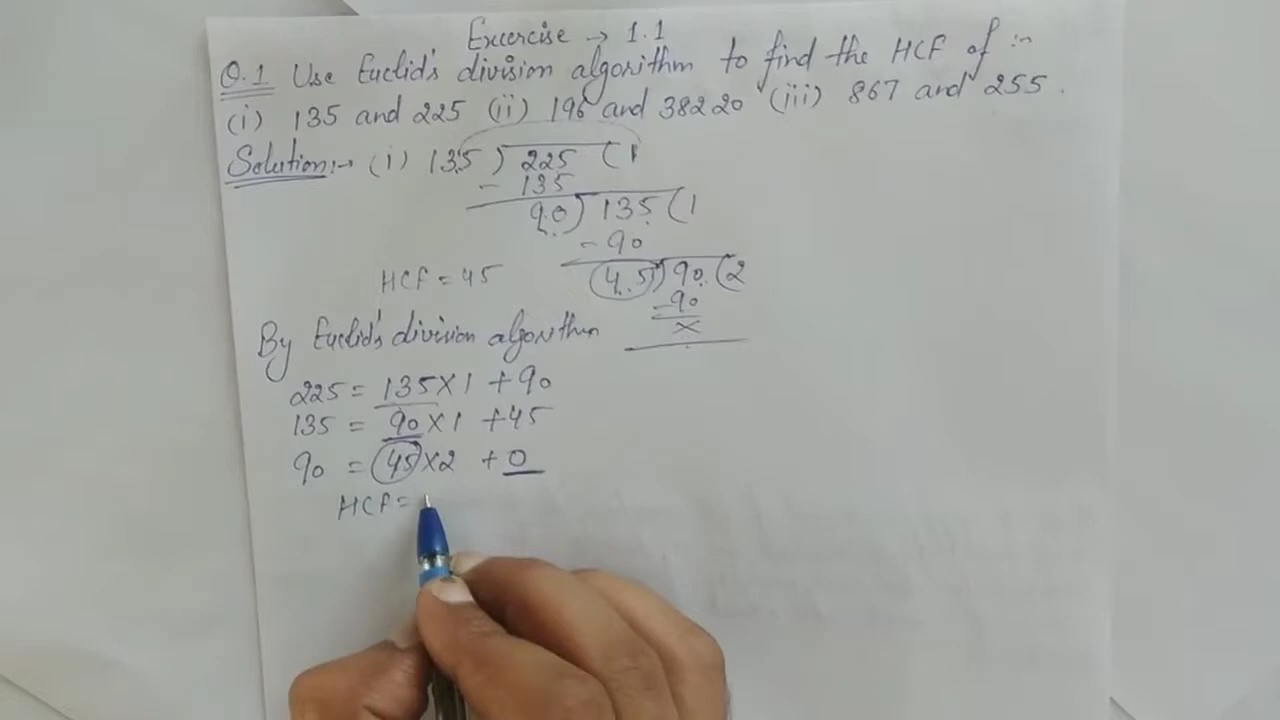 Excercise → 1.1
Q.1 Use Euclid's division algorithm to find the HCF of :-
(i) 135 and 225 (ii) 196 and 38220 (iii) 867 and 255.
Solution:→ (i) 135 ) 225 ( 1
- 135
90 ) 135 ( 1
- 90
HCF = 45 45 ) 90 ( 2
- 90
x
By Euclid's division algorithm
225 = 135 x 1 + 90
135 = 90 x 1 + 45
90 = 45 x 2 + 0
HCF =